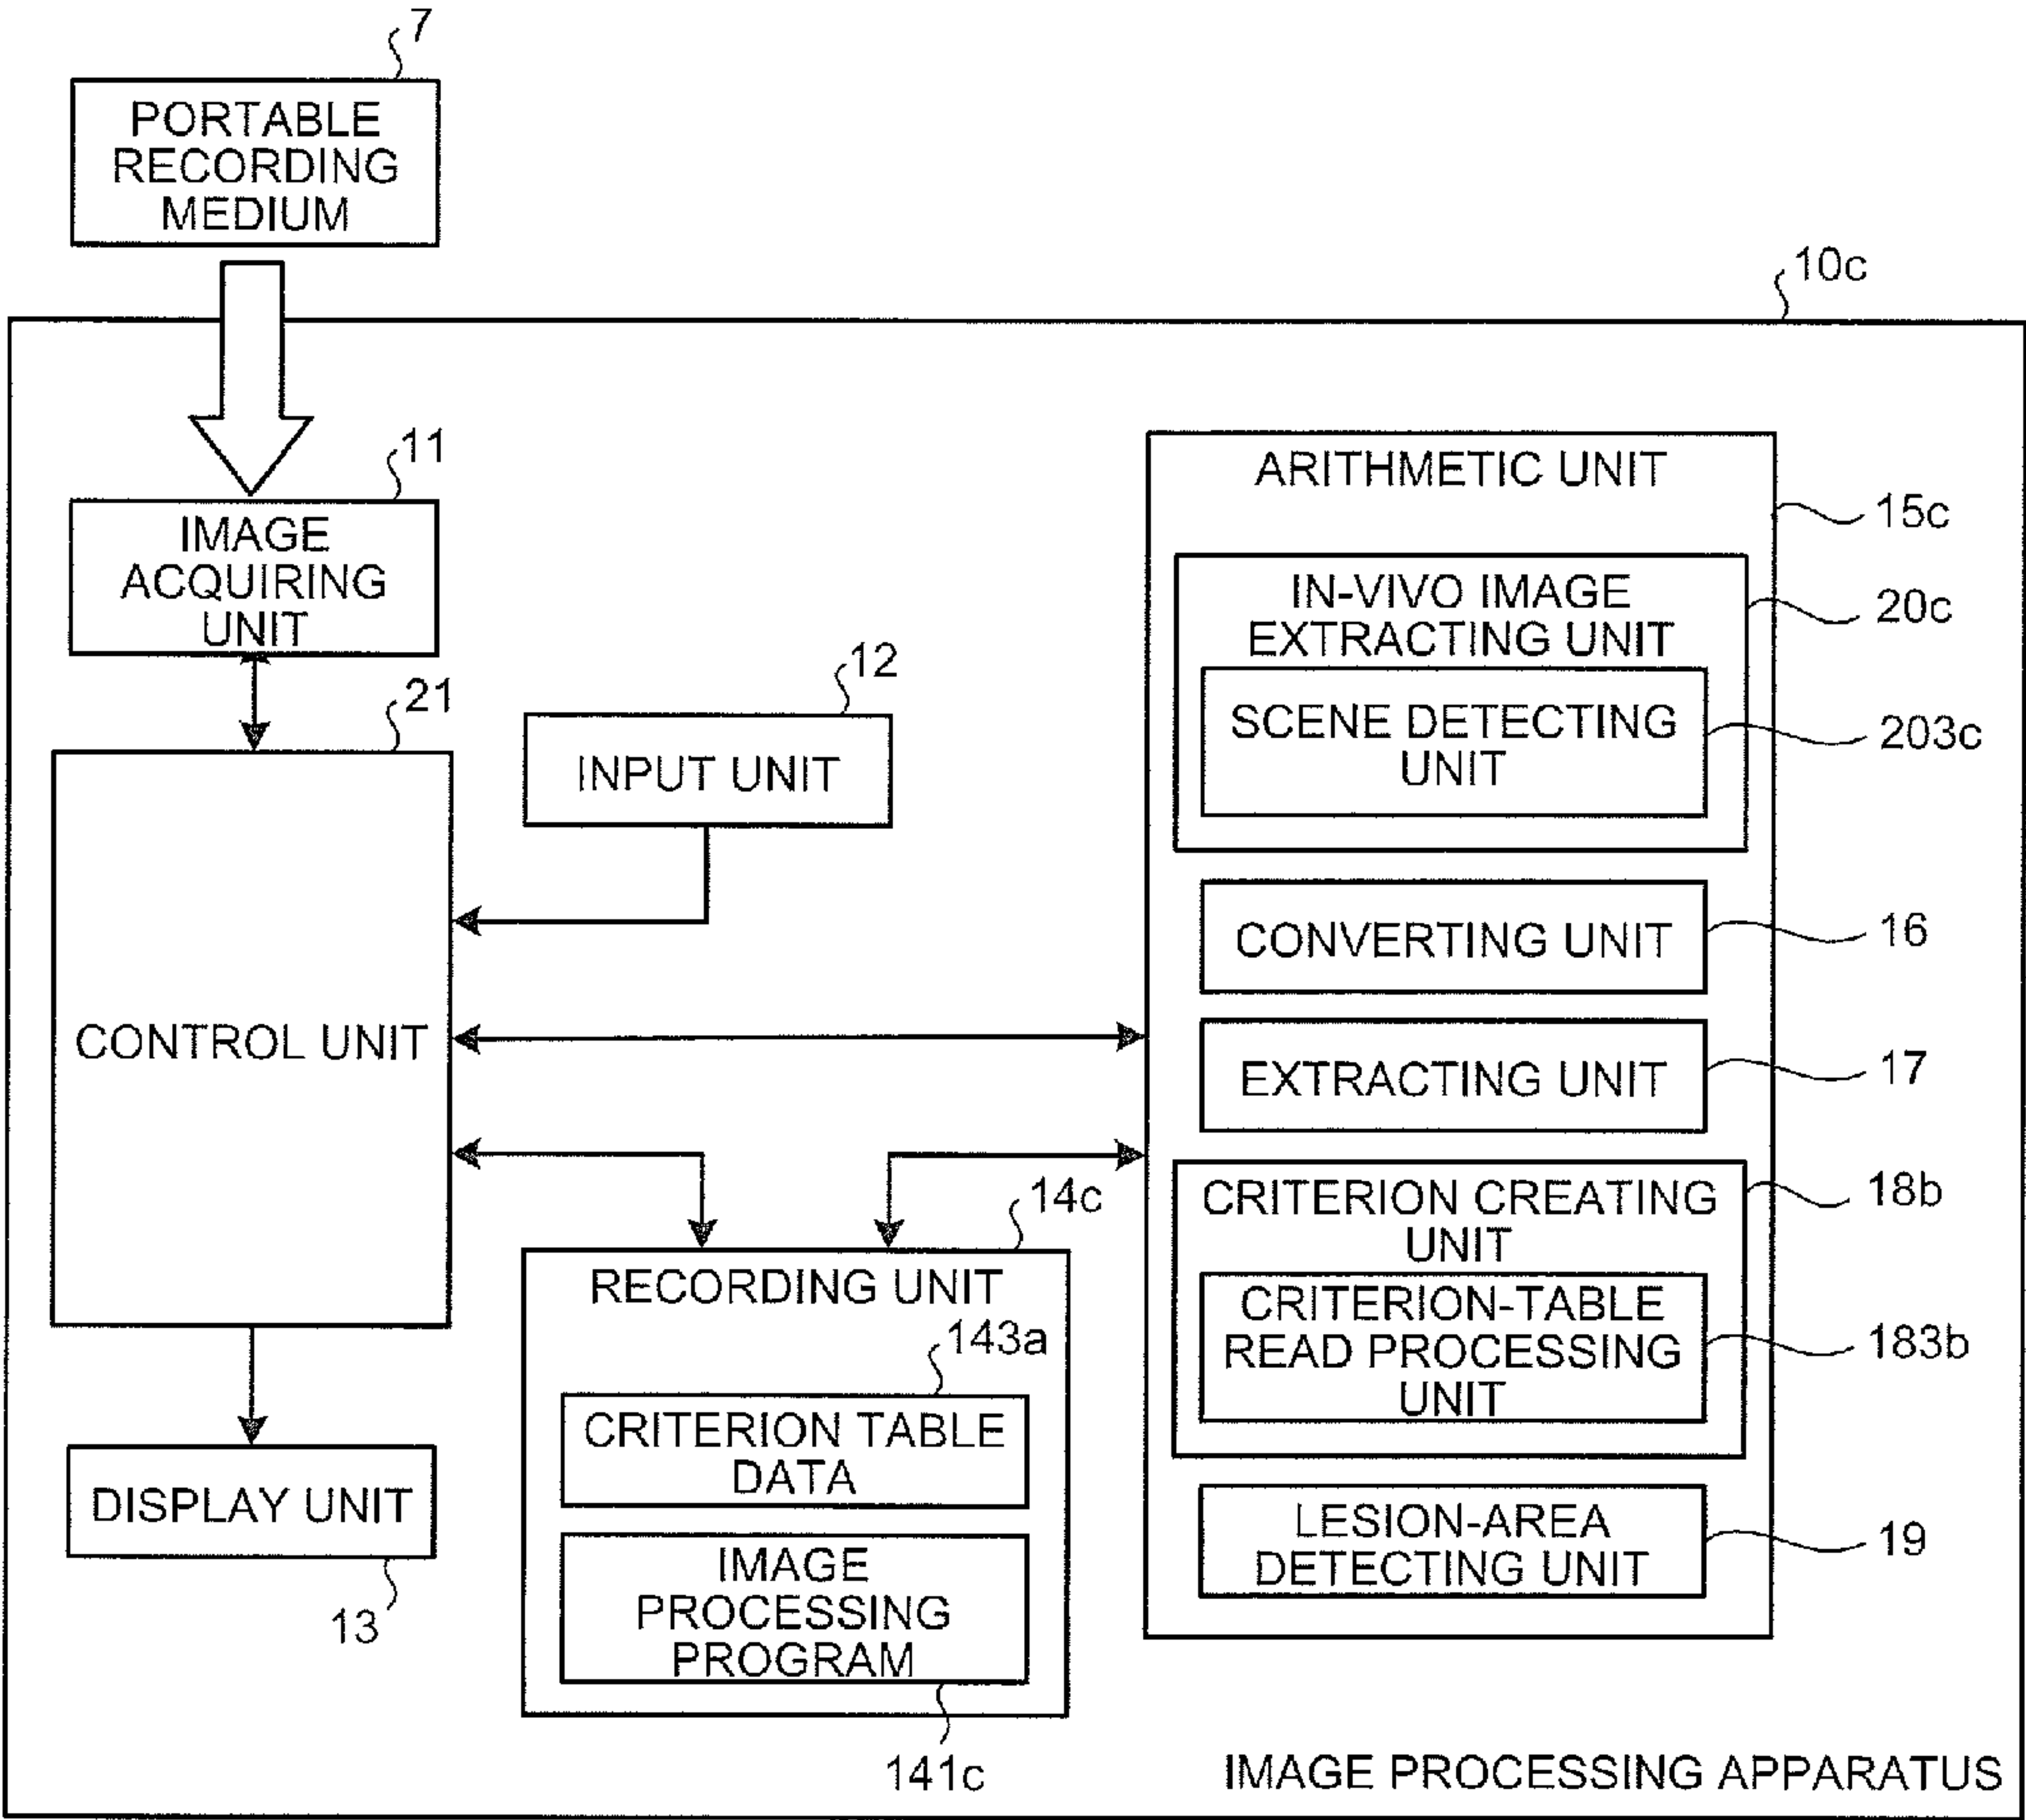 7
PORTABLE
RECORDING
MEDIUM
10c
11
IMAGE
ACQUIRING
UNIT
21
CONTROL UNIT
12
INPUT UNIT
DISPLAY UNIT
13
14c
RECORDING UNIT
143a
CRITERION TABLE
DATA
IMAGE
PROCESSING
PROGRAM
141c
ARITHMETIC UNIT
15c
IN-VIVO IMAGE
EXTRACTING UNIT
20c
SCENE DETECTING
UNIT
203c
CONVERTING UNIT
16
EXTRACTING UNIT
17
CRITERION CREATING
UNIT
18b
CRITERION-TABLE
READ PROCESSING
UNIT
183b
LESION-AREA
DETECTING UNIT
19
IMAGE PROCESSING APPARATUS